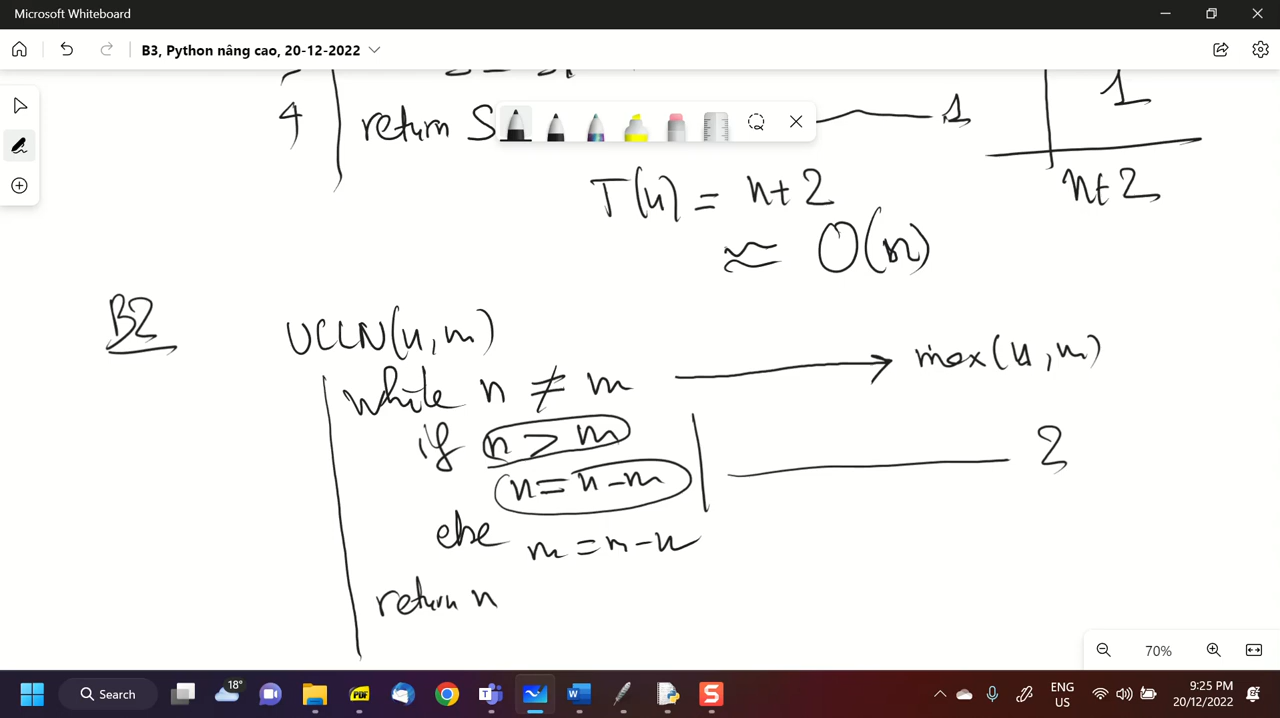 Microsoft Whiteboard
B3, Python nâng cao, 20-12-2022
4 return S 1 1
T(n) = n+2 n+2
≈ O(n)
B2 UCLN(n,m)
while n ≠ m max(n,m)
if n > m
n = n-m 2
else m = m-n
return n
70%
Search
18°
ENG
US
9:25 PM
20/12/2022